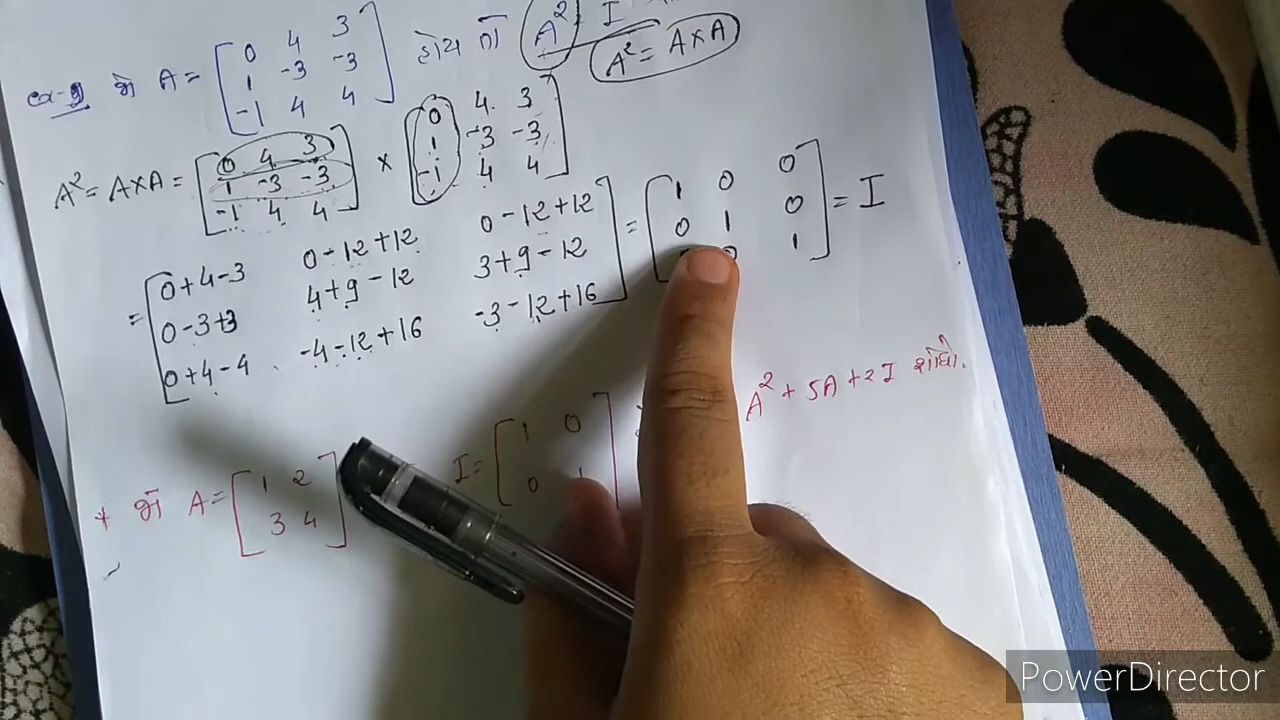 ex-9 જો A = [ 0 4 3 હોય તો A² I
1 -3 -3 A² = A×A
-1 4 4 ]
A² = A×A = [ 0 4 3 × [ 0 4 3
1 -3 -3 1 -3 -3
-1 4 4 ] -1 4 4 ]
= [ 0+4-3 0-12+12 0-12+12 = [ 1 0 0 = I
0-3+3 4+9-12 3+9-12 0 1 0
0+4-4 -4-12+16 -3-12+16 ] 0 1 ]
* જો A = [ 1 2 I = [ 1 0 A² + 5A + 2I શોધો.
3 4 ] 0 1 ]
PowerDirector